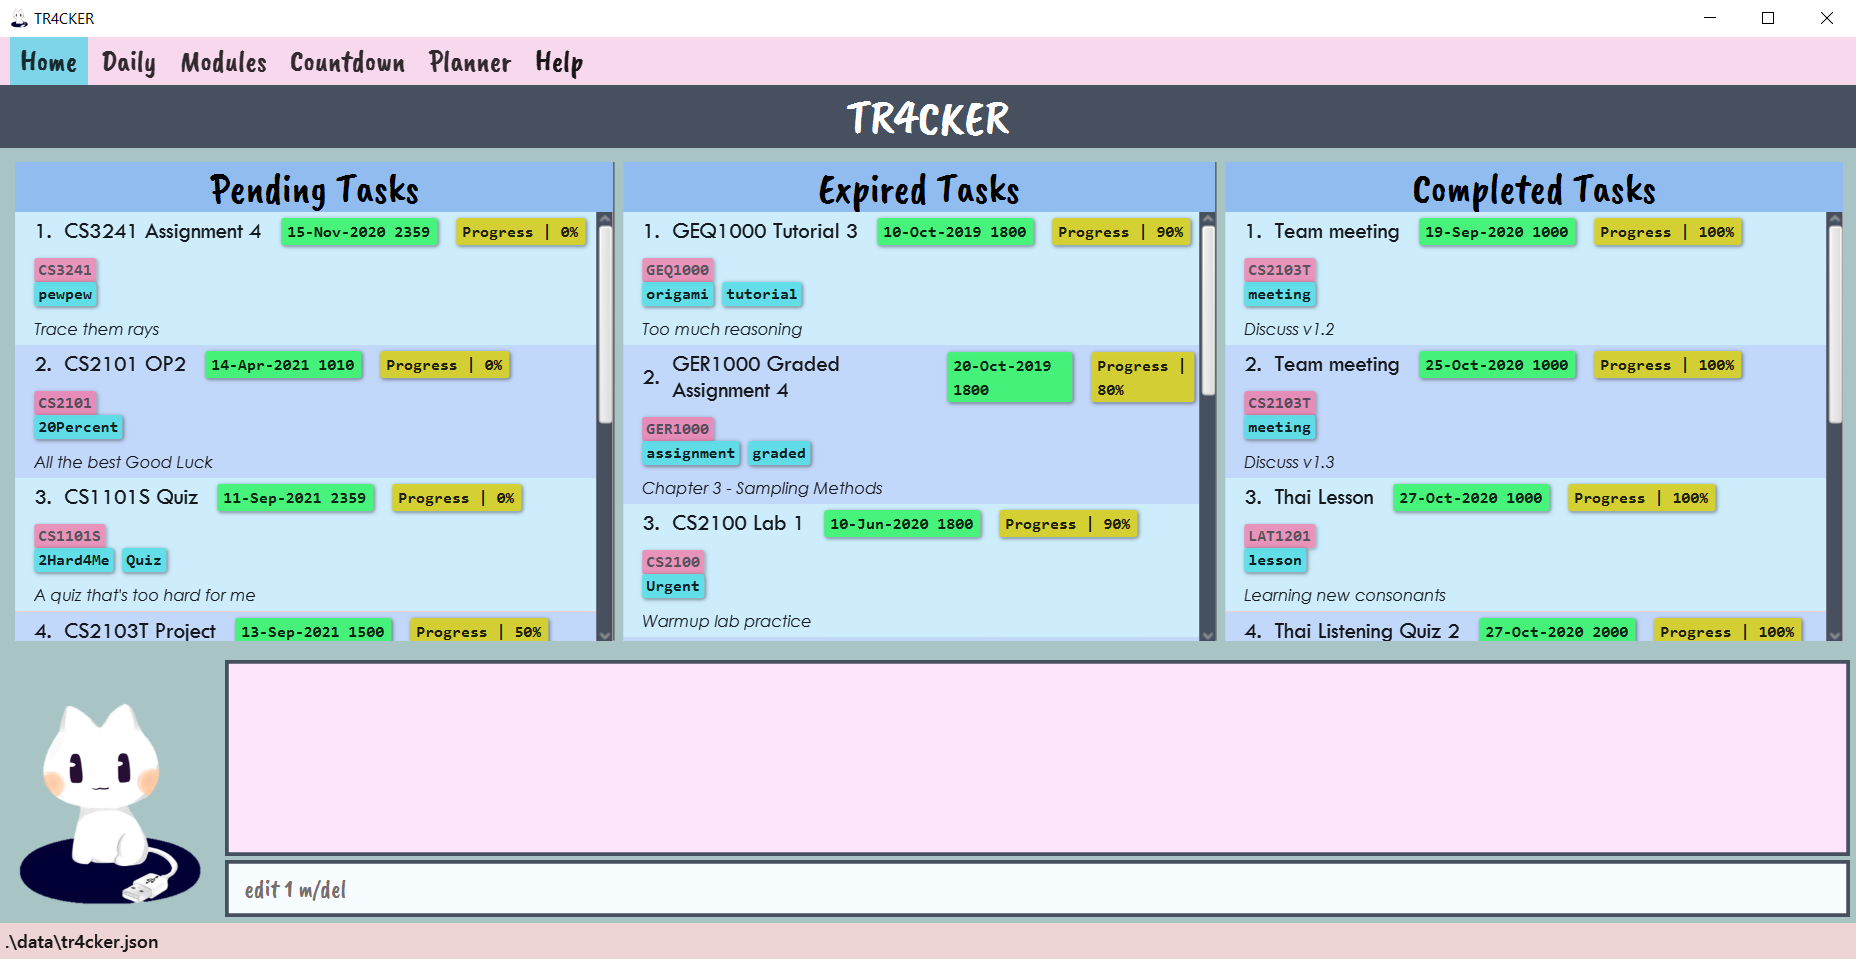 TR4CKER
Home Daily Modules Countdown Planner Help
TR4CKER
Pending Tasks
1. CS3241 Assignment 4 15-Nov-2020 2359 Progress | 0%
CS3241
pewpew
Trace them rays
2. CS2101 OP2 14-Apr-2021 1010 Progress | 0%
CS2101
20Percent
All the best Good Luck
3. CS1101S Quiz 11-Sep-2021 2359 Progress | 0%
CS1101S
2Hard4Me Quiz
A quiz that's too hard for me
4. CS2103T Project 13-Sep-2021 1500 Progress | 50%
Expired Tasks
1. GEQ1000 Tutorial 3 10-Oct-2019 1800 Progress | 90%
GEQ1000
origami tutorial
Too much reasoning
2. GER1000 Graded
Assignment 4
20-Oct-2019
1800
Progress |
80%
GER1000
assignment graded
Chapter 3 - Sampling Methods
3. CS2100 Lab 1 10-Jun-2020 1800 Progress | 90%
CS2100
Urgent
Warmup lab practice
Completed Tasks
1. Team meeting 19-Sep-2020 1000 Progress | 100%
CS2103T
meeting
Discuss v1.2
2. Team meeting 25-Oct-2020 1000 Progress | 100%
CS2103T
meeting
Discuss v1.3
3. Thai Lesson 27-Oct-2020 1000 Progress | 100%
LAT1201
lesson
Learning new consonants
4. Thai Listening Quiz 2 27-Oct-2020 2000 Progress | 100%
edit 1 m/del
.\data\tr4cker.json